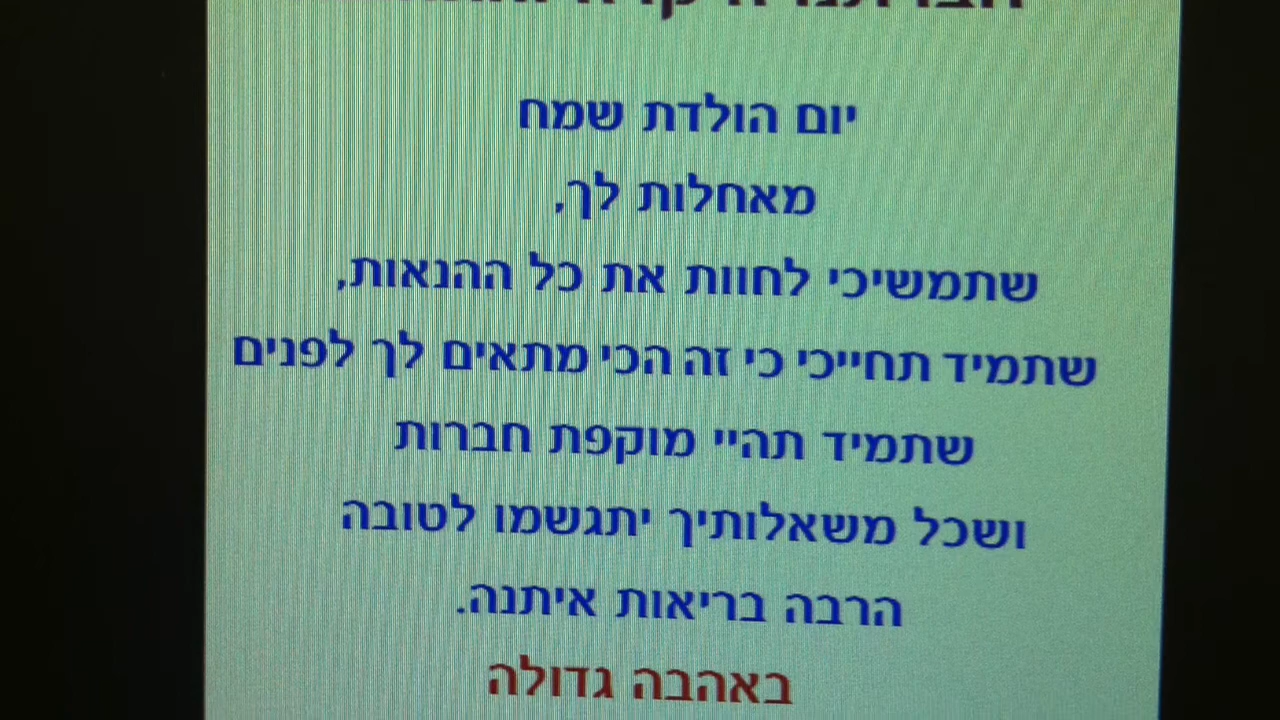 יום הולדת שמח
מאחלות לך,
שתמשיכי לחוות את כל ההנאות,
שתמיד תחייכי כי זה הכי מתאים לך לפנים
שתמיד תהיי מוקפת חברות
ושכל משאלותיך יתגשמו לטובה
הרבה בריאות איתנה.
באהבה גדולה